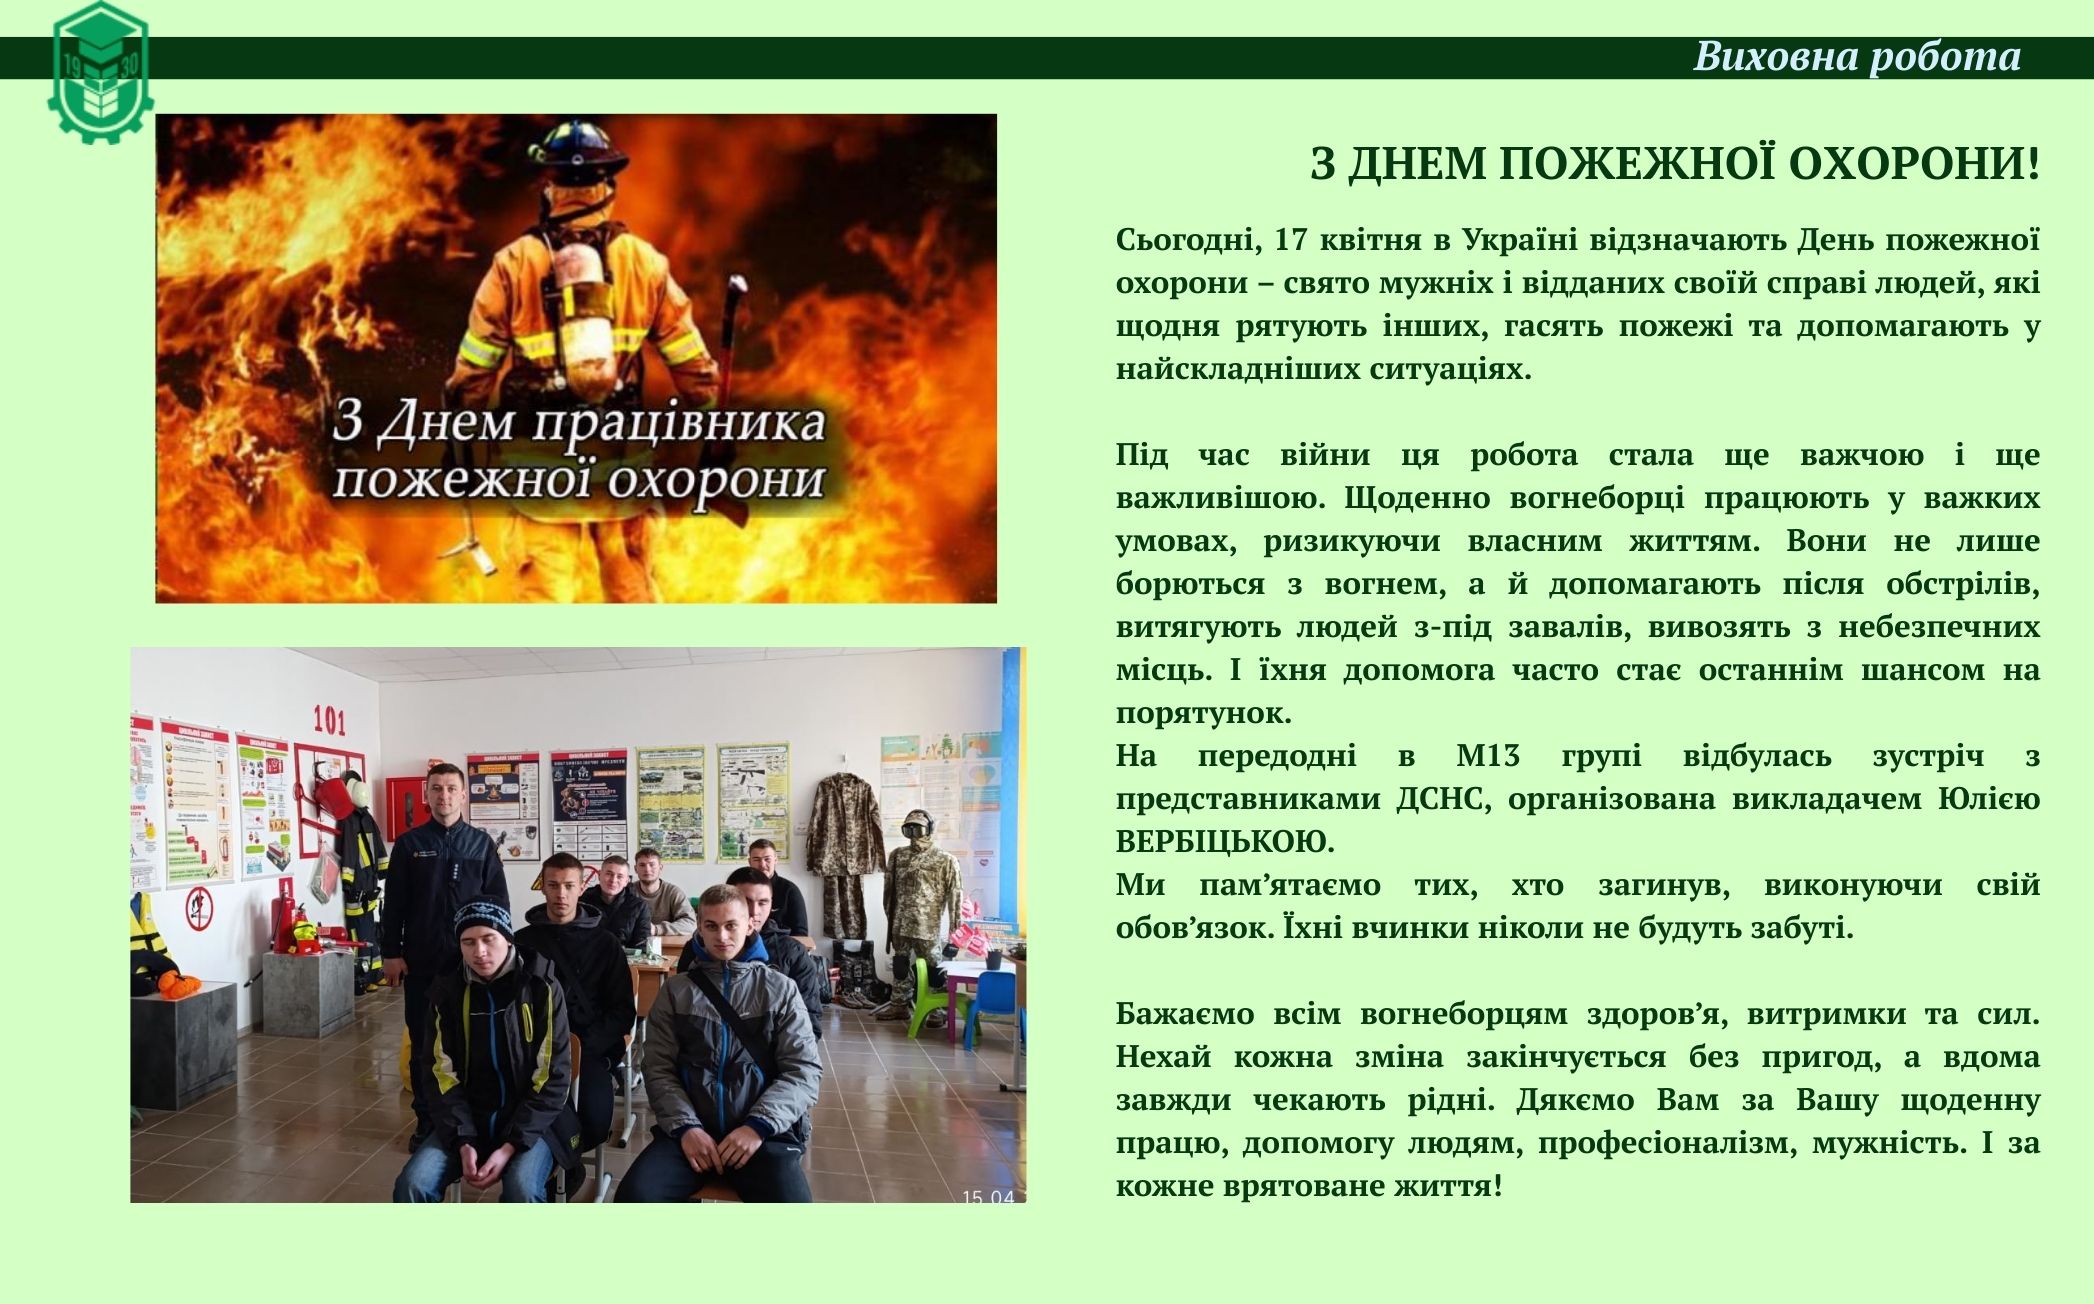 19 30
Виховна робота
З Днем працівника
пожежної охорони
101
15.04
З ДНЕМ ПОЖЕЖНОЇ ОХОРОНИ!
Сьогодні, 17 квітня в Україні відзначають День пожежної
охорони – свято мужніх і відданих своїй справі людей, які
щодня рятують інших, гасять пожежі та допомагають у
найскладніших ситуаціях.
Під час війни ця робота стала ще важчою і ще
важливішою. Щоденно вогнеборці працюють у важких
умовах, ризикуючи власним життям. Вони не лише
борються з вогнем, а й допомагають після обстрілів,
витягують людей з-під завалів, вивозять з небезпечних
місць. І їхня допомога часто стає останнім шансом на
порятунок.
На передодні в М13 групі відбулась зустріч з
представниками ДСНС, організована викладачем Юлією
ВЕРБІЦЬКОЮ.
Ми пам’ятаємо тих, хто загинув, виконуючи свій
обов’язок. Їхні вчинки ніколи не будуть забуті.
Бажаємо всім вогнеборцям здоров’я, витримки та сил.
Нехай кожна зміна закінчується без пригод, а вдома
завжди чекають рідні. Дякємо Вам за Вашу щоденну
працю, допомогу людям, професіоналізм, мужність. І за
кожне врятоване життя!